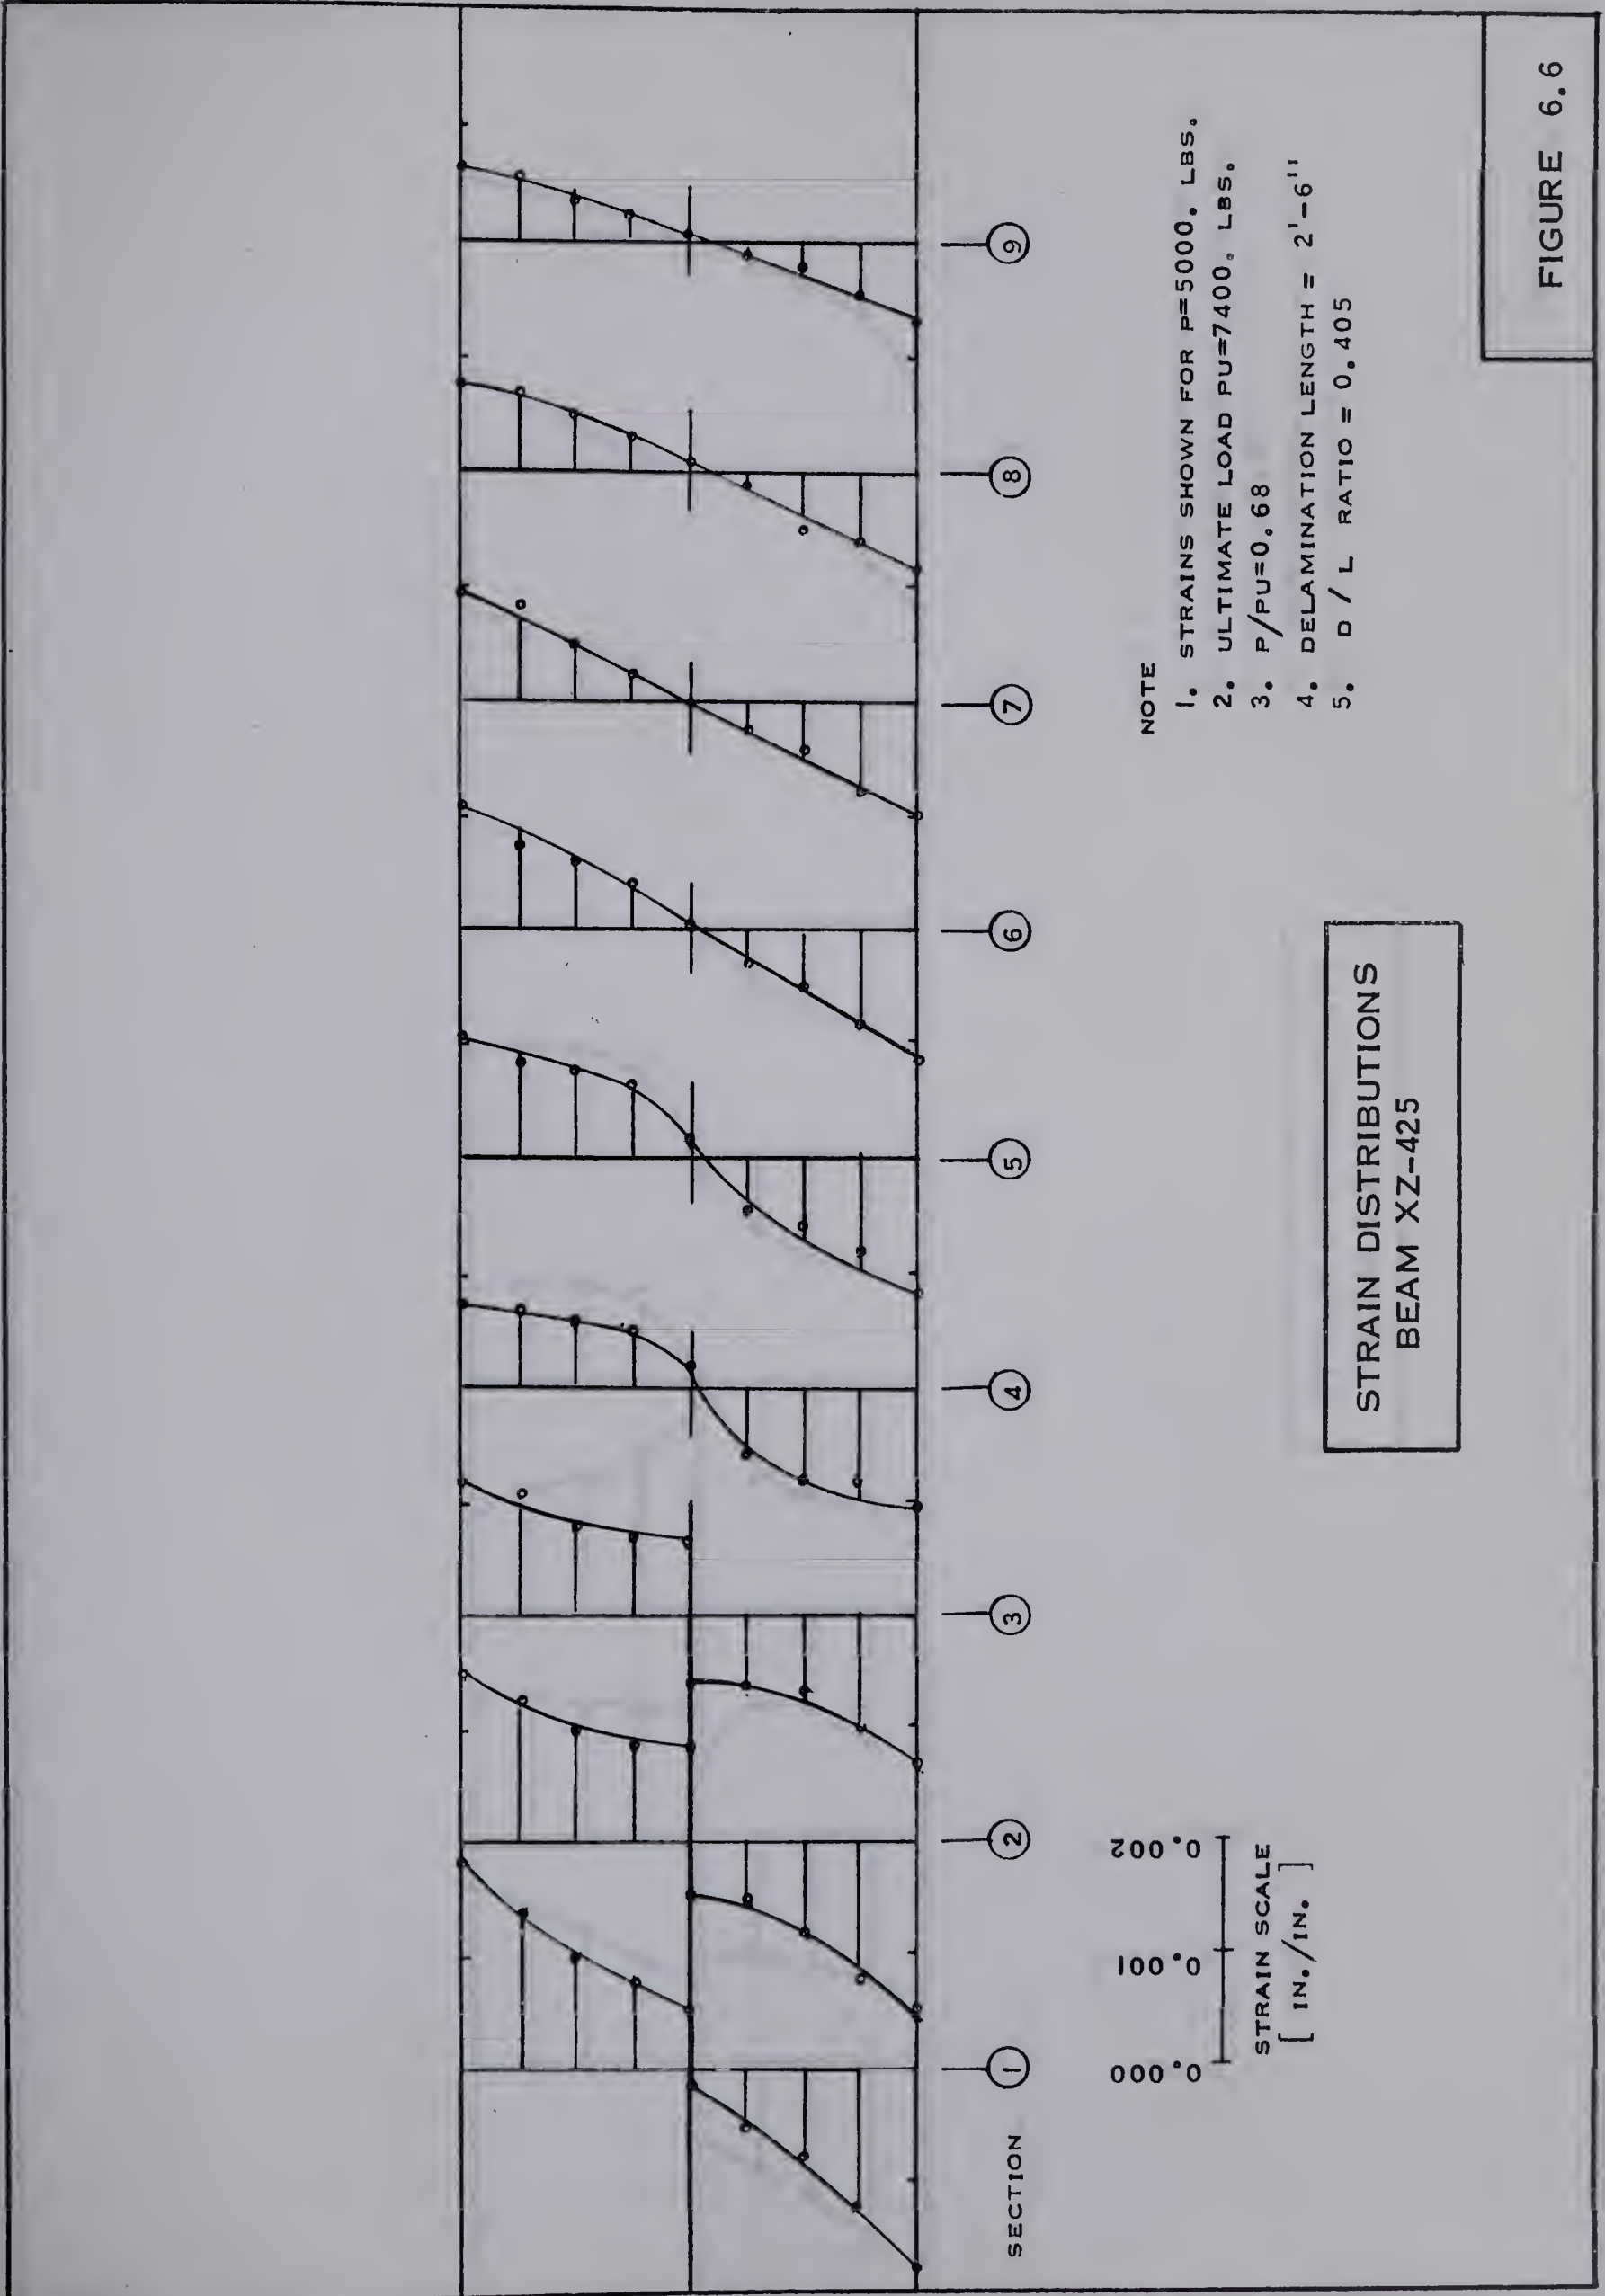 SECTION
1
2
3
4
5
6
7
8
9
0.000
0.001
0.002
STRAIN SCALE
[ IN./IN. ]
NOTE
1. STRAINS SHOWN FOR P=5000. LBS.
2. ULTIMATE LOAD PU=7400. LBS.
3. P/PU=0.68
4. DELAMINATION LENGTH = 2'-6"
5. D / L RATIO = 0.405
STRAIN DISTRIBUTIONS
BEAM XZ-425
FIGURE 6.6